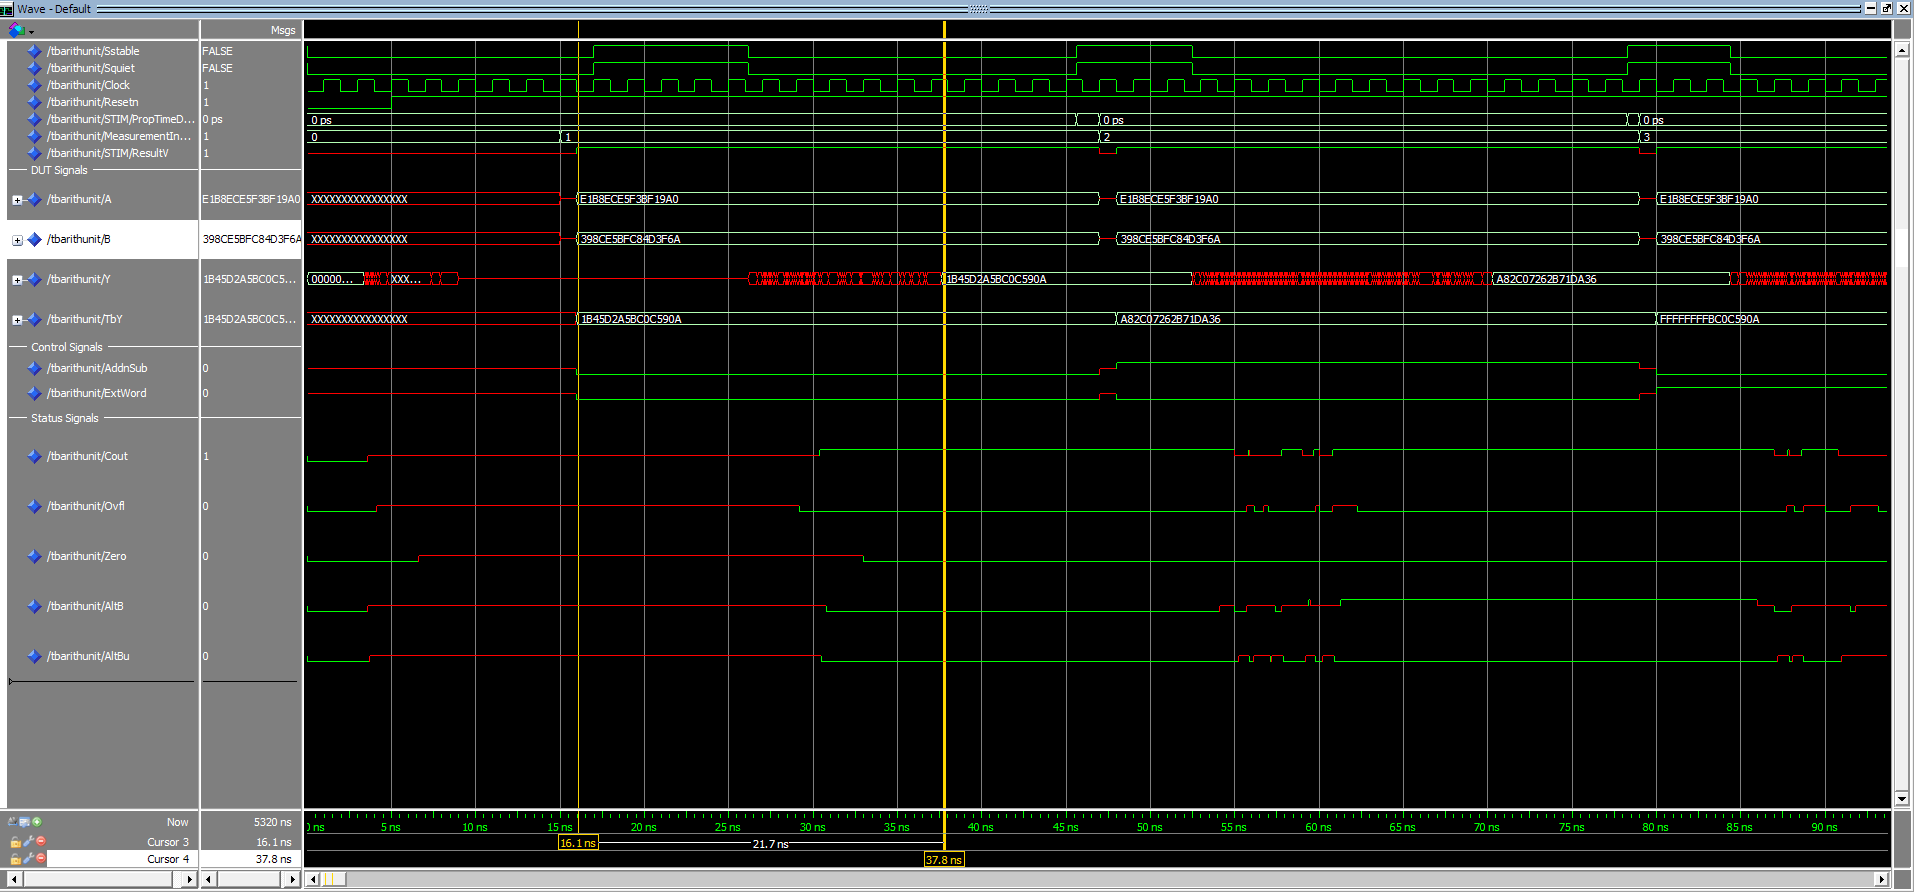 Wave - Default
Msgs
/tbarithunit/Sstable FALSE
/tbarithunit/Squiet FALSE
/tbarithunit/Clock 1
/tbarithunit/Resetn 1
/tbarithunit/STIM/PropTimeD... 0 ps 0 ps 0 ps 0 ps
/tbarithunit/MeasurementIn... 1 0 1 2 3
/tbarithunit/STIM/ResultV 1
DUT Signals
/tbarithunit/A E1B8ECE5F3BF19A0 XXXXXXXXXXXXXXXX E1B8ECE5F3BF19A0 E1B8ECE5F3BF19A0 E1B8ECE5F3BF19A0
/tbarithunit/B 398CE5BFC84D3F6A XXXXXXXXXXXXXXXX 398CE5BFC84D3F6A 398CE5BFC84D3F6A 398CE5BFC84D3F6A
/tbarithunit/Y 1B45D2A5BC0C5... 00000... XXX... 1B45D2A5BC0C590A A82C07262B71DA36
/tbarithunit/TbY 1B45D2A5BC0C5... XXXXXXXXXXXXXXXX 1B45D2A5BC0C590A A82C07262B71DA36 FFFFFFFFBC0C590A
Control Signals
/tbarithunit/AddnSub 0
/tbarithunit/ExtWord 0
Status Signals
/tbarithunit/Cout 1
/tbarithunit/Ovfl 0
/tbarithunit/Zero 0
/tbarithunit/AltB 0
/tbarithunit/AltBu 0
Now 5320 ns ns 5 ns 10 ns 15 ns 20 ns 25 ns 30 ns 35 ns 40 ns 45 ns 50 ns 55 ns 60 ns 65 ns 70 ns 75 ns 80 ns 85 ns 90 ns
Cursor 3 16.1 ns 16.1 ns 21.7 ns
Cursor 4 37.8 ns 37.8 ns